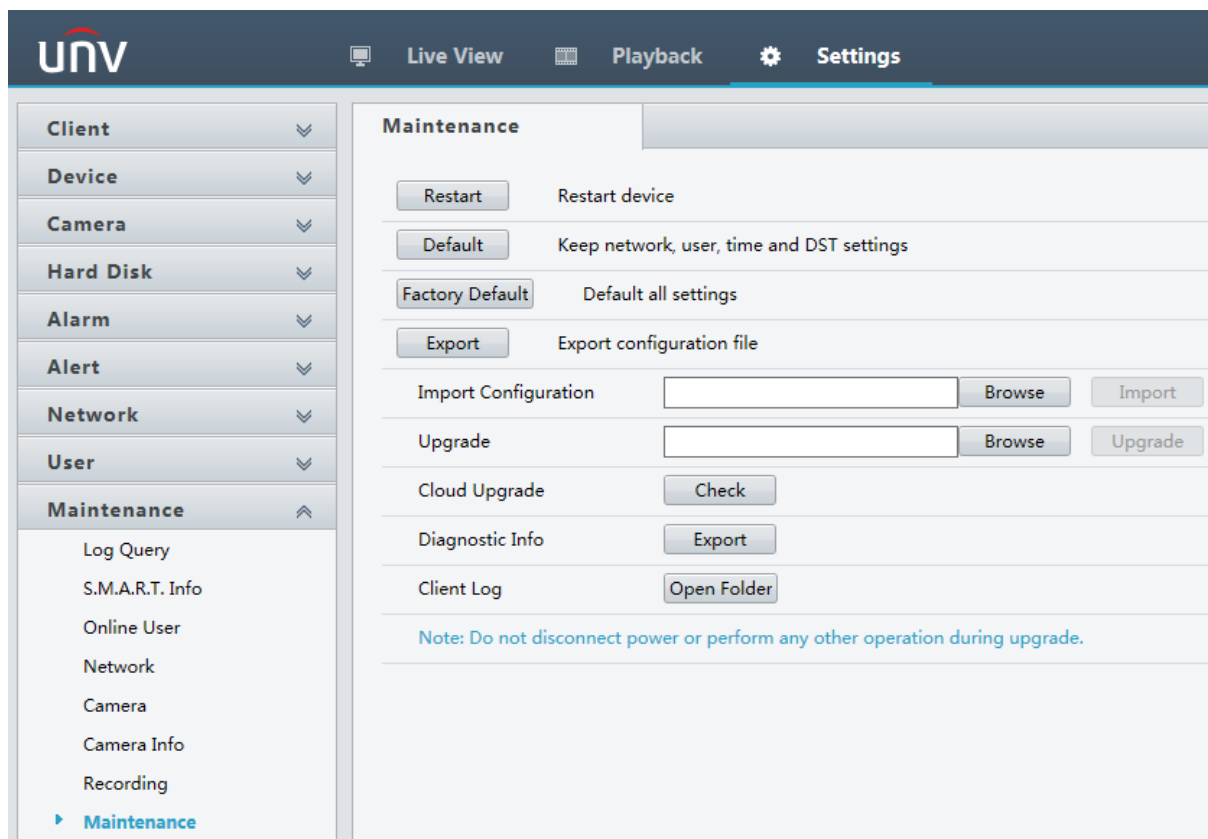 unv
Live View Playback Settings
Client
Device
Camera
Hard Disk
Alarm
Alert
Network
User
Maintenance
Log Query
S.M.A.R.T. Info
Online User
Network
Camera
Camera Info
Recording
Maintenance
Maintenance
Restart Restart device
Default Keep network, user, time and DST settings
Factory Default Default all settings
Export Export configuration file
Import Configuration Browse Import
Upgrade Browse Upgrade
Cloud Upgrade Check
Diagnostic Info Export
Client Log Open Folder
Note: Do not disconnect power or perform any other operation during upgrade.